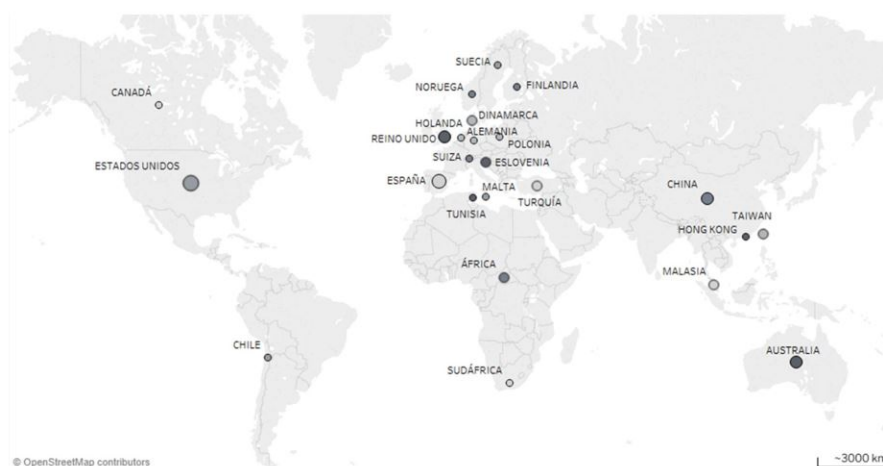 SUECIA
NORUEGA
FINLANDIA
CANADÁ
DINAMARCA
HOLANDA
ALEMANIA
REINO UNIDO
POLONIA
SUIZA
ESLOVENIA
ESTADOS UNIDOS
ESPAÑA
MALTA
TURQUÍA
TUNISIA
CHINA
TAIWAN
HONG KONG
ÁFRICA
MALASIA
CHILE
AUSTRALIA
SUDÁFRICA
© OpenStreetMap contributors
~3000 km